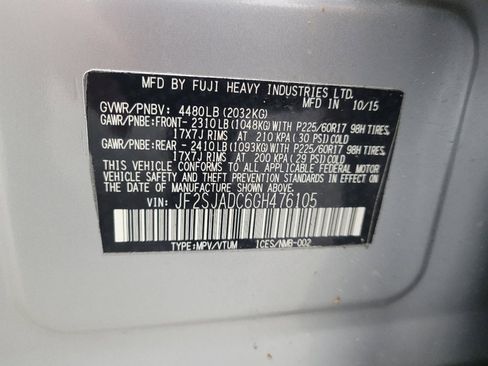 MFD BY FUJI HEAVY INDUSTRIES LTD.
MFD IN 10/15
GVWR/PNBV: 4480LB(2032KG)
GAWR/PNBE:FRONT- 2310LB(1048KG)WITH P225/60R17 98H TIRES,
17X7J RIMS AT 210 KPA(30 PSI)COLD
GAWR/PNBE:REAR - 2410LB(1093KG)WITH P225/60R17 98H TIRES,
17X7J RIMS AT 200 KPA(29 PSI)COLD
THIS VEHICLE CONFORMS TO ALL APPLICABLE FEDERAL MOTOR
VEHICLE SAFETY STANDARDS IN EFFECT ON THE DATE OF
MANUFACTURE SHOWN ABOVE.
VIN: JF2SJADC6GH476105
TYPE:MPV/VTUM ICES/NMB-002